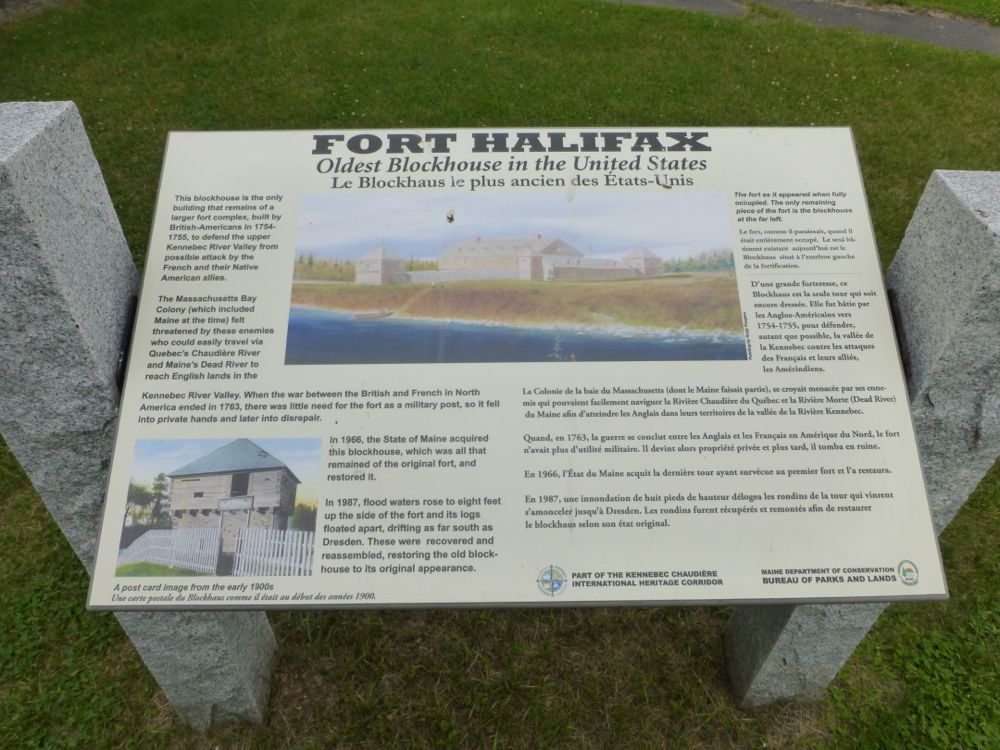 FORT HALIFAX
Oldest Blockhouse in the United States
Le Blockhaus le plus ancien des États-Unis
This blockhouse is the only
building that remains of a
larger fort complex, built by
British-Americans in 1754-
1755, to defend the upper
Kennebec River Valley from
possible attack by the
French and their Native
American allies.
The Massachusetts Bay
Colony (which included
Maine at the time) felt
threatened by these enemies
who could easily travel via
Quebec's Chaudière River
and Maine's Dead River to
reach English lands in the
Kennebec River Valley. When the war between the British and French in North
America ended in 1763, there was little need for the fort as a military post, so it fell
into private hands and later into disrepair.
In 1966, the State of Maine acquired
this blockhouse, which was all that
remained of the original fort, and
restored it.
In 1987, flood waters rose to eight feet
up the side of the fort and its logs
floated apart, drifting as far south as
Dresden. These were recovered and
reassembled, restoring the old block-
house to its original appearance.
A post card image from the early 1900s
Une carte postale du Blockhaus comme il était au début des années 1900.
The fort as it appeared when fully
occupied. The only remaining
piece of the fort is the blockhouse
at the far left.
Le fort, comme il paraissait, quand il
était entièrement occupé. Le seul bâ-
timent existant aujourd'hui est le
Blockhaus situé à l'extrême gauche
de la fortification.
D'une grande forteresse, ce
Blockhaus est la seule tour qui soit
encore dressée. Elle fut bâtie par
les Anglos-Américains vers
1754-1755, pour défendre,
autant que possible, la vallée de
la Kennebec contre les attaques
des Français et leurs alliés,
les Amérindiens.
La Colonie de la baie du Massachusetts (dont le Maine faisait partie), se croyait menacée par ses enne-
mis qui pouvaient facilement naviguer la Rivière Chaudière du Québec et la Rivière Morte (Dead River)
du Maine afin d'atteindre les Anglais dans leurs territoires de la vallée de la Rivière Kennebec.
Quand, en 1763, la guerre se conclut entre les Anglais et les Français en Amérique du Nord, le fort
n'avait plus d'utilité militaire. Il devint alors propriété privée et plus tard, il tomba en ruine.
En 1966, l'État du Maine acquit la dernière tour ayant survécue au premier fort et l'a restaura.
En 1987, une innondation de huit pieds de hauteur délogea les rondins de la tour qui vinrent
s'amonceler jusqu'à Dresden. Les rondins furent récupérés et remontés afin de restaurer
le blockhaus selon son état original.
PART OF THE KENNEBEC CHAUDIÈRE
INTERNATIONAL HERITAGE CORRIDOR
MAINE DEPARTMENT OF CONSERVATION
BUREAU OF PARKS AND LANDS